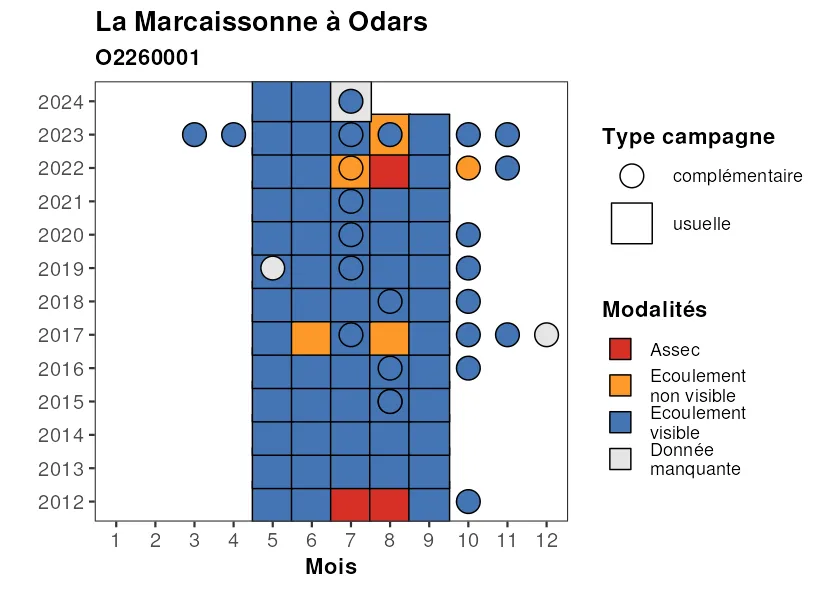 La Marcaissonne à Odars
O2260001
2024
2023
2022
2021
2020
2019
2018
2017
2016
2015
2014
2013
2012
1 2 3 4 5 6 7 8 9 10 11 12
Mois
Type campagne
complémentaire
usuelle
Modalités
Assec
Ecoulement
non visible
Ecoulement
visible
Donnée
manquante